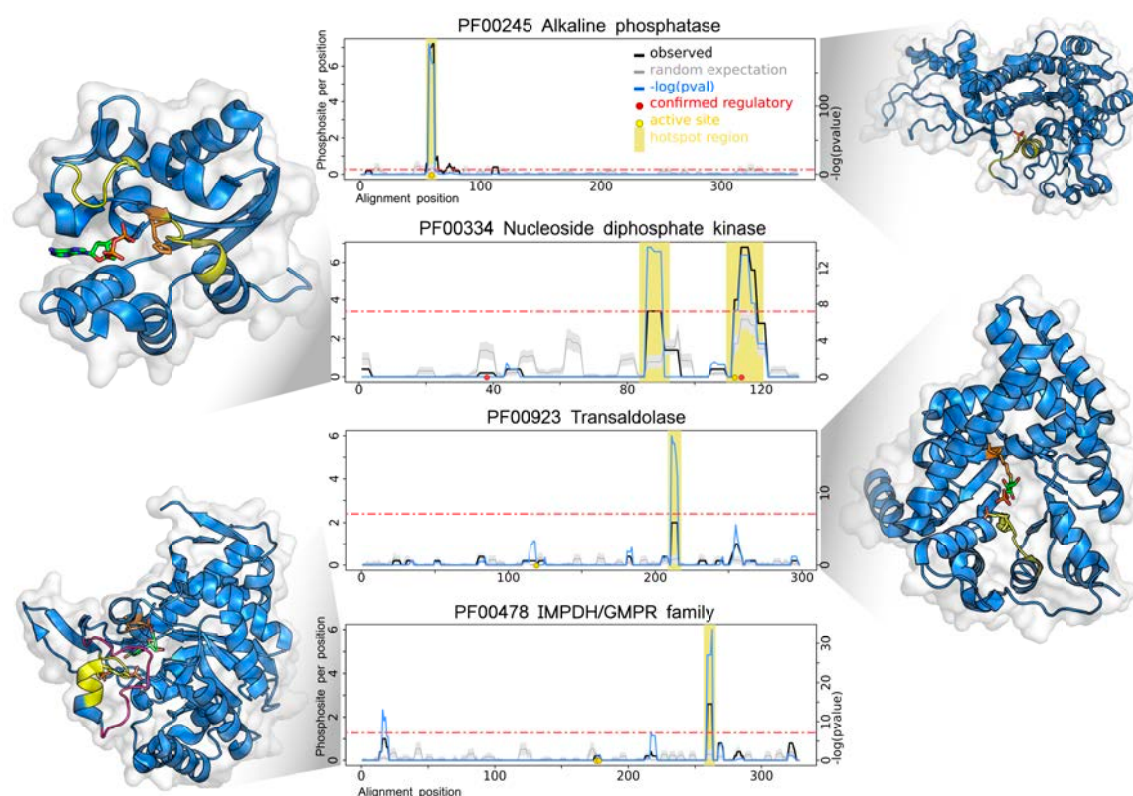 PF00245 Alkaline phosphatase
Phosphosite per position
6
4
2
1
0
observed
random expectation
-log(pval)
confirmed regulatory
active site
hotspot region
100
0
-log(pvalue)
0 100 200 300
Alignment position
PF00334 Nucleoside diphosphate kinase
6
4
2
0
12
8
4
0
0 40 80 120
PF00923 Transaldolase
6
4
2
0
10
0
0 100 200 300
PF00478 IMPDH/GMPR family
Phosphosite per position
6
4
2
1
0
30
20
10
0
-log(pvalue)
0 100 200 300
Alignment position